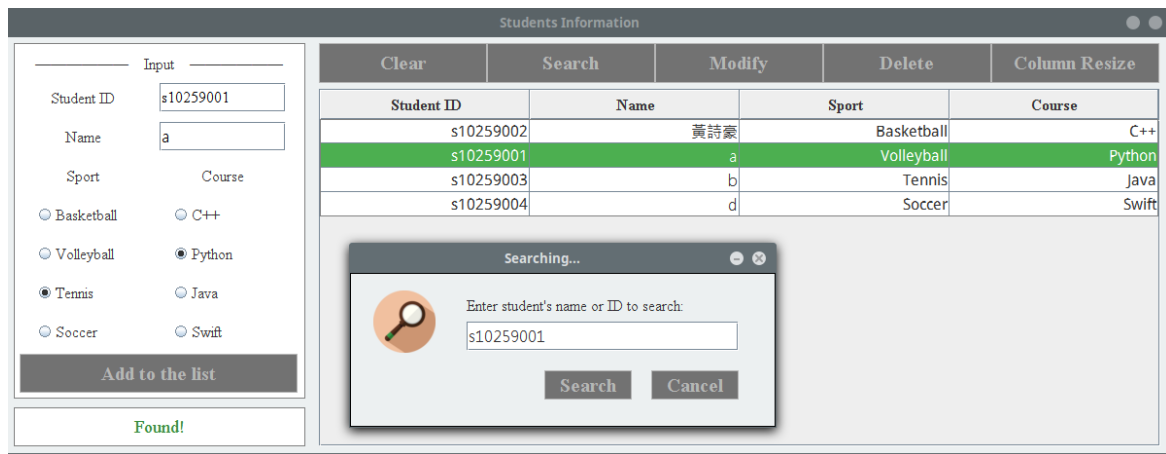 Students Information
Input
Student ID s10259001
Name a
Sport Course
Basketball C++
Volleyball Python
Tennis Java
Soccer Swift
Add to the list
Found!
Clear Search Modify Delete Column Resize
Student ID Name Sport Course
s10259002 黃詩豪 Basketball C++
s10259001 a Volleyball Python
s10259003 b Tennis Java
s10259004 d Soccer Swift
Searching...
Enter student's name or ID to search:
s10259001
Search Cancel